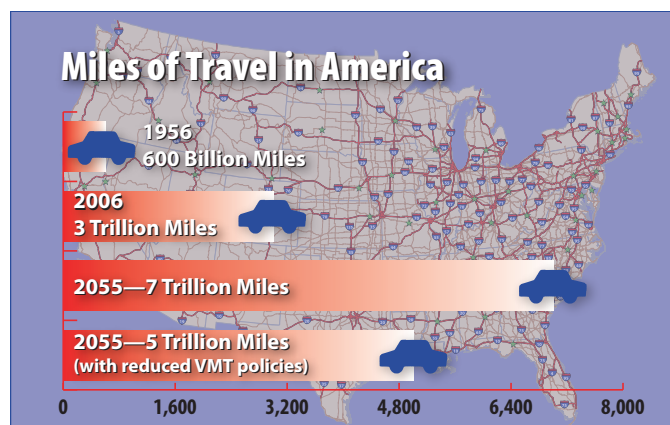 Miles of Travel in America
1956
600 Billion Miles
2006
3 Trillion Miles
2055—7 Trillion Miles
2055—5 Trillion Miles
(with reduced VMT policies)
0 1,600 3,200 4,800 6,400 8,000